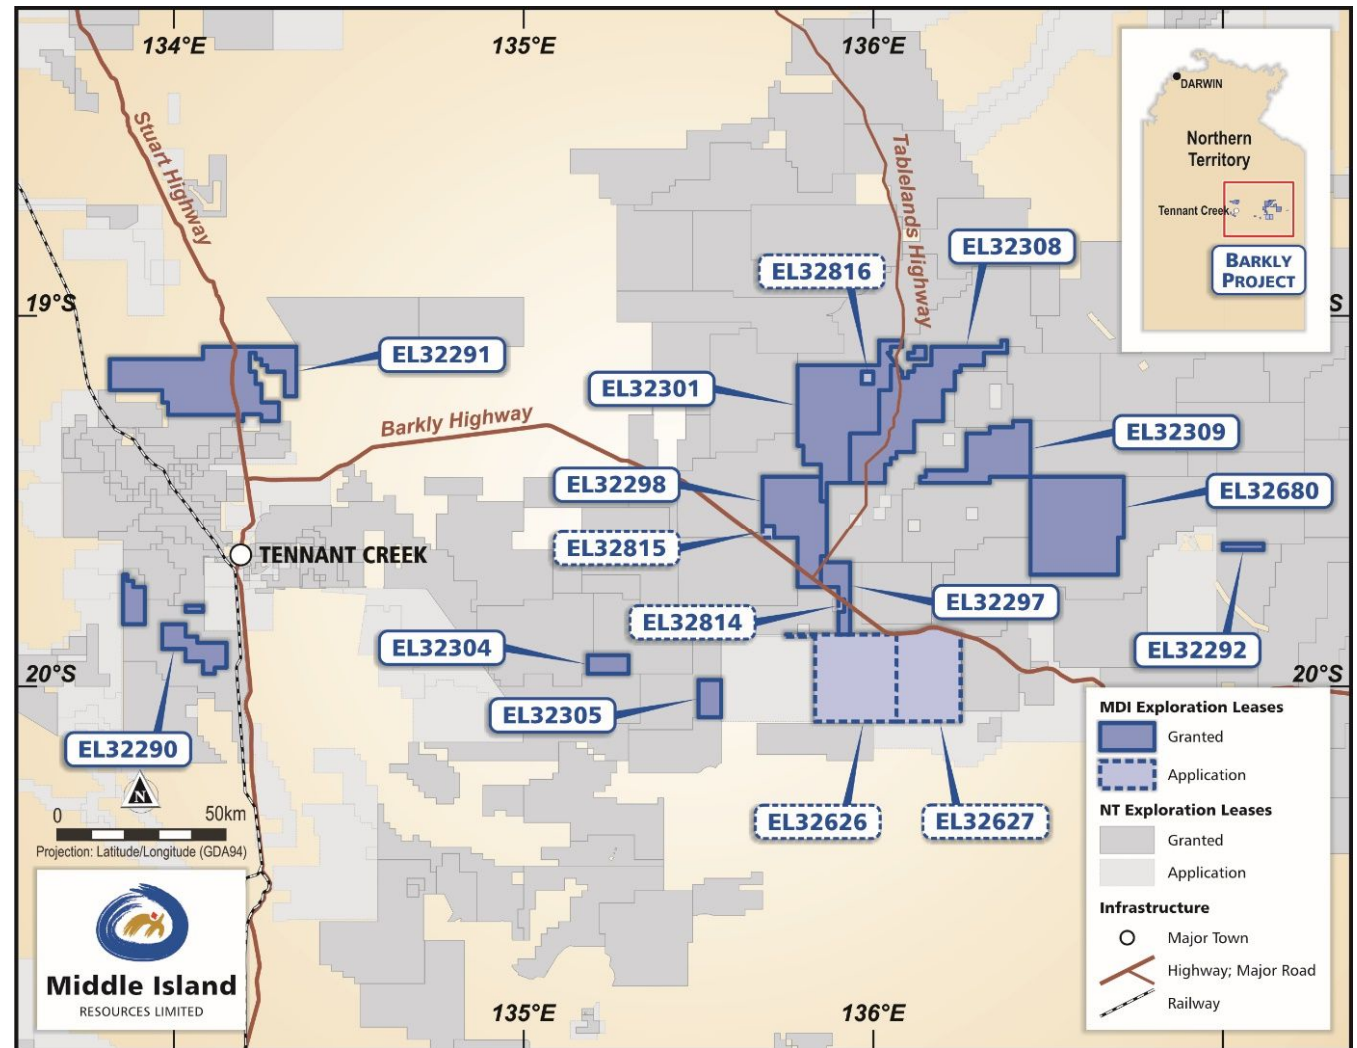 134°E
135°E
136°E
DARWIN
Northern
Territory
Tennant Creek
BARKLY
PROJECT
Stuart Highway
Tablelands Highway
EL32308
EL32816
19°S
S
EL32291
EL32301
Barkly Highway
EL32309
EL32298
EL32680
EL32815
TENNANT CREEK
EL32297
EL32814
EL32304
EL32292
20°S
20°S
EL32305
EL32290
MDI Exploration Leases
Granted
Application
N
0 50km
Projection: Latitude/Longitude (GDA94)
EL32626
EL32627
NT Exploration Leases
Granted
Application
Infrastructure
Major Town
Highway; Major Road
Railway
Middle Island
RESOURCES LIMITED
135°E
136°E